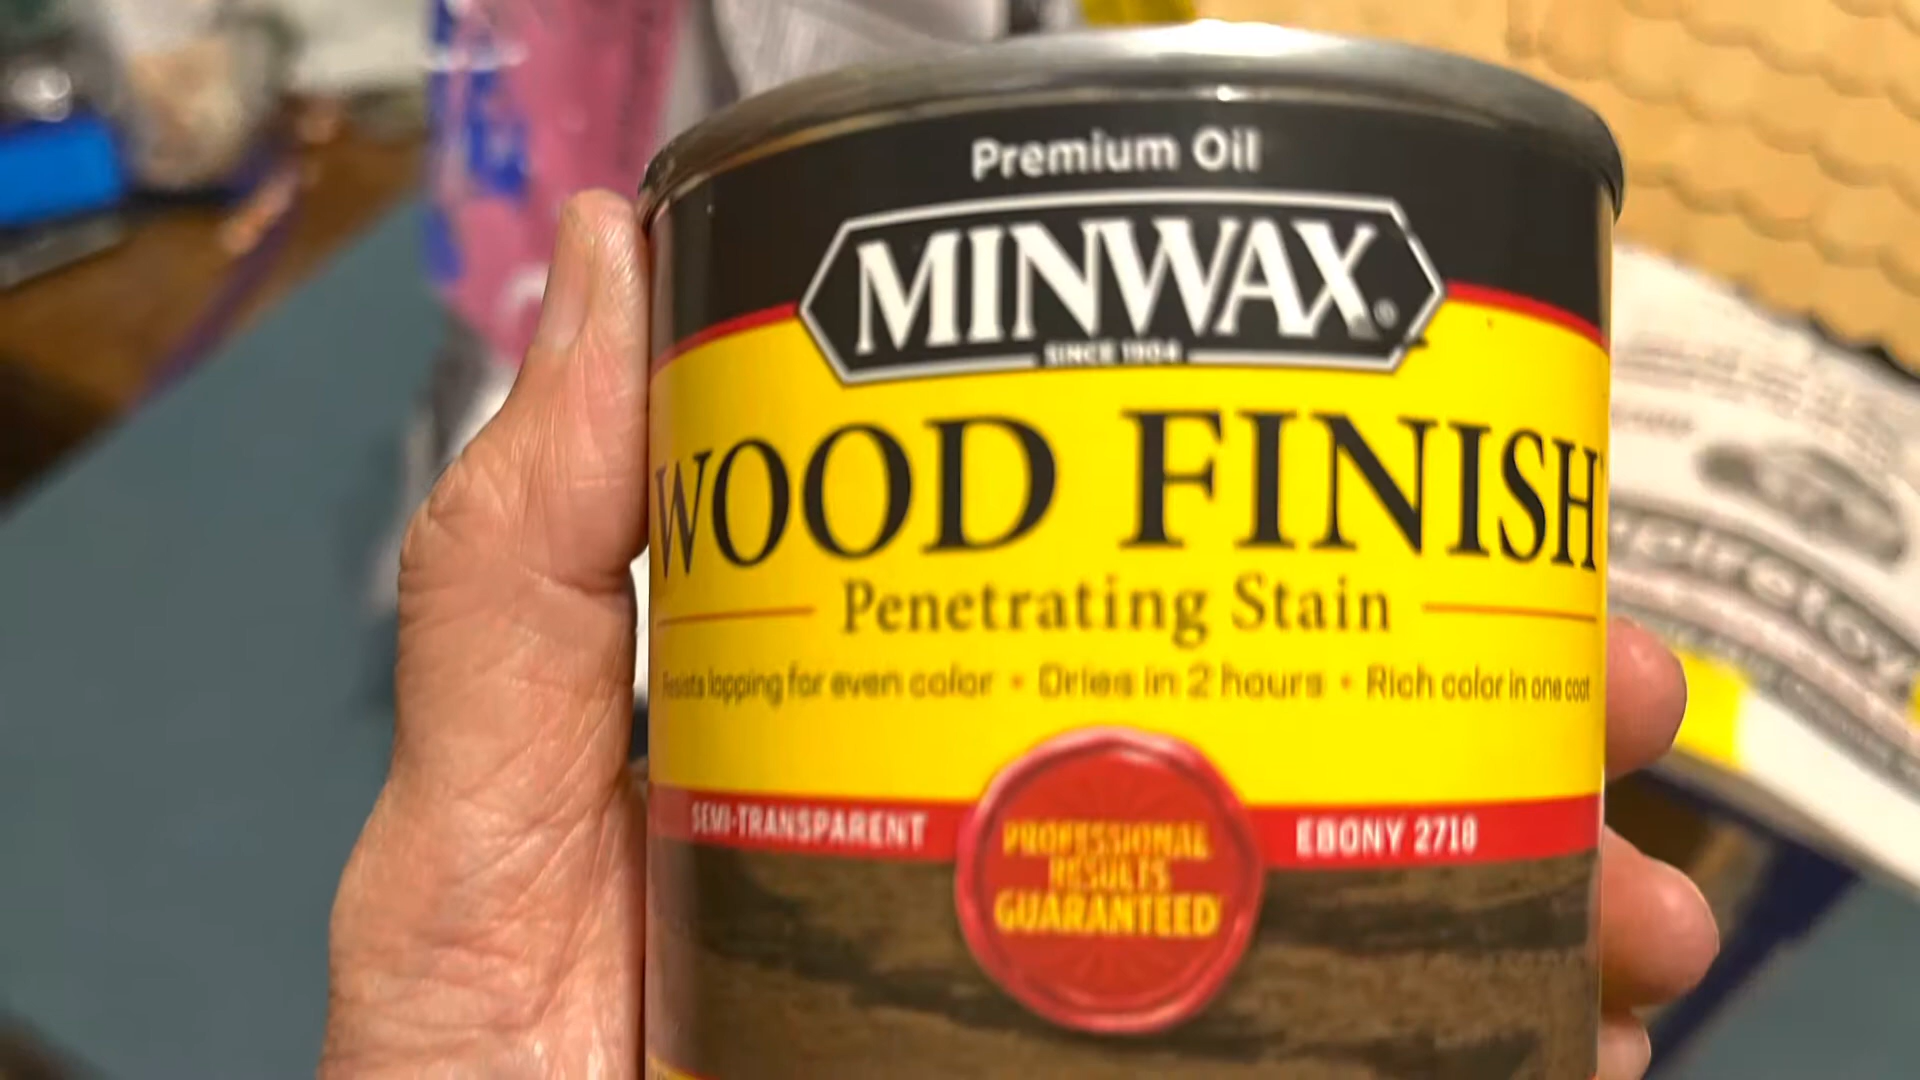 Premium Oil
MINWAX®
SINCE 1904
WOOD FINISH
Penetrating Stain
lapping for even color • Dries in 2 hours • Rich color in one coat
SEMI-TRANSPARENT
EBONY 2718
PROFESSIONAL
RESULTS
GUARANTEED